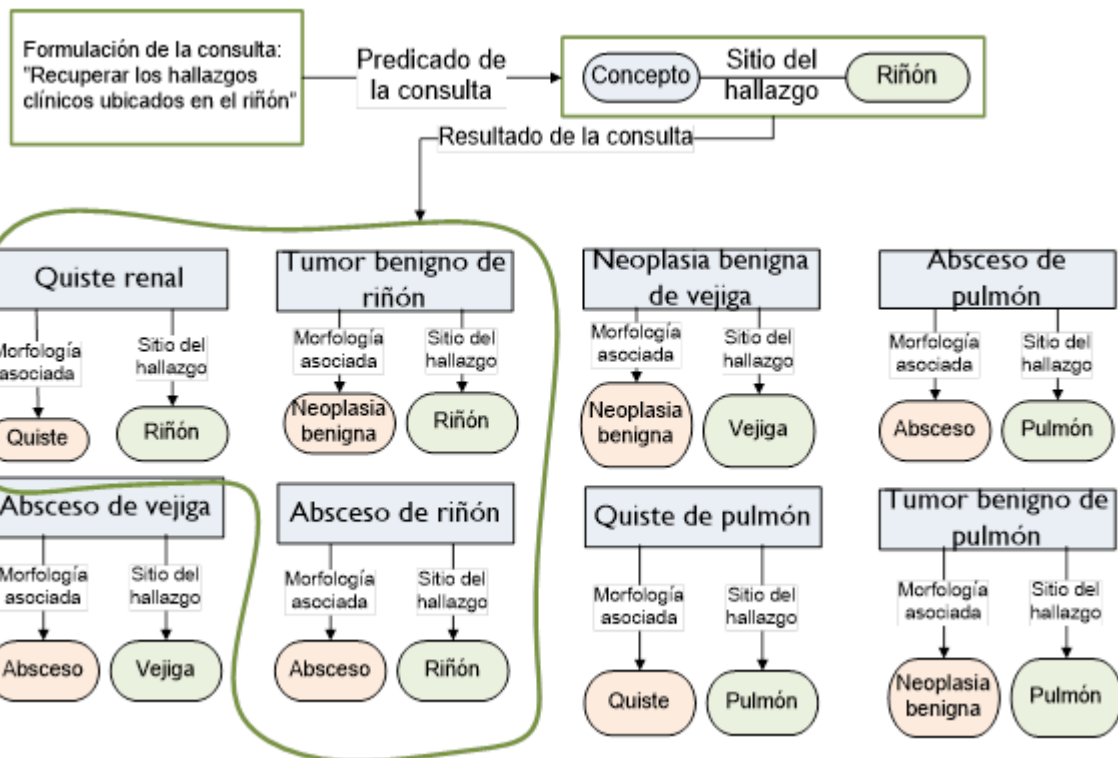 Formulación de la consulta:
"Recuperar los hallazgos
clínicos ubicados en el riñón"
Predicado de
la consulta
Concepto
Sitio del
hallazgo
Riñón
Resultado de la consulta
Quiste renal
Morfología
asociada
Sitio del
hallazgo
Quiste
Riñón
Tumor benigno de
riñón
Morfología
asociada
Sitio del
hallazgo
Neoplasia
benigna
Riñón
Neoplasia benigna
de vejiga
Morfología
asociada
Sitio del
hallazgo
Neoplasia
benigna
Vejiga
Absceso de
pulmón
Morfología
asociada
Sitio del
hallazgo
Absceso
Pulmón
Absceso de vejiga
Morfología
asociada
Sitio del
hallazgo
Absceso
Vejiga
Absceso de riñón
Morfología
asociada
Sitio del
hallazgo
Absceso
Riñón
Quiste de pulmón
Morfología
asociada
Sitio del
hallazgo
Quiste
Pulmón
Tumor benigno de
pulmón
Morfología
asociada
Sitio del
hallazgo
Neoplasia
benigna
Pulmón